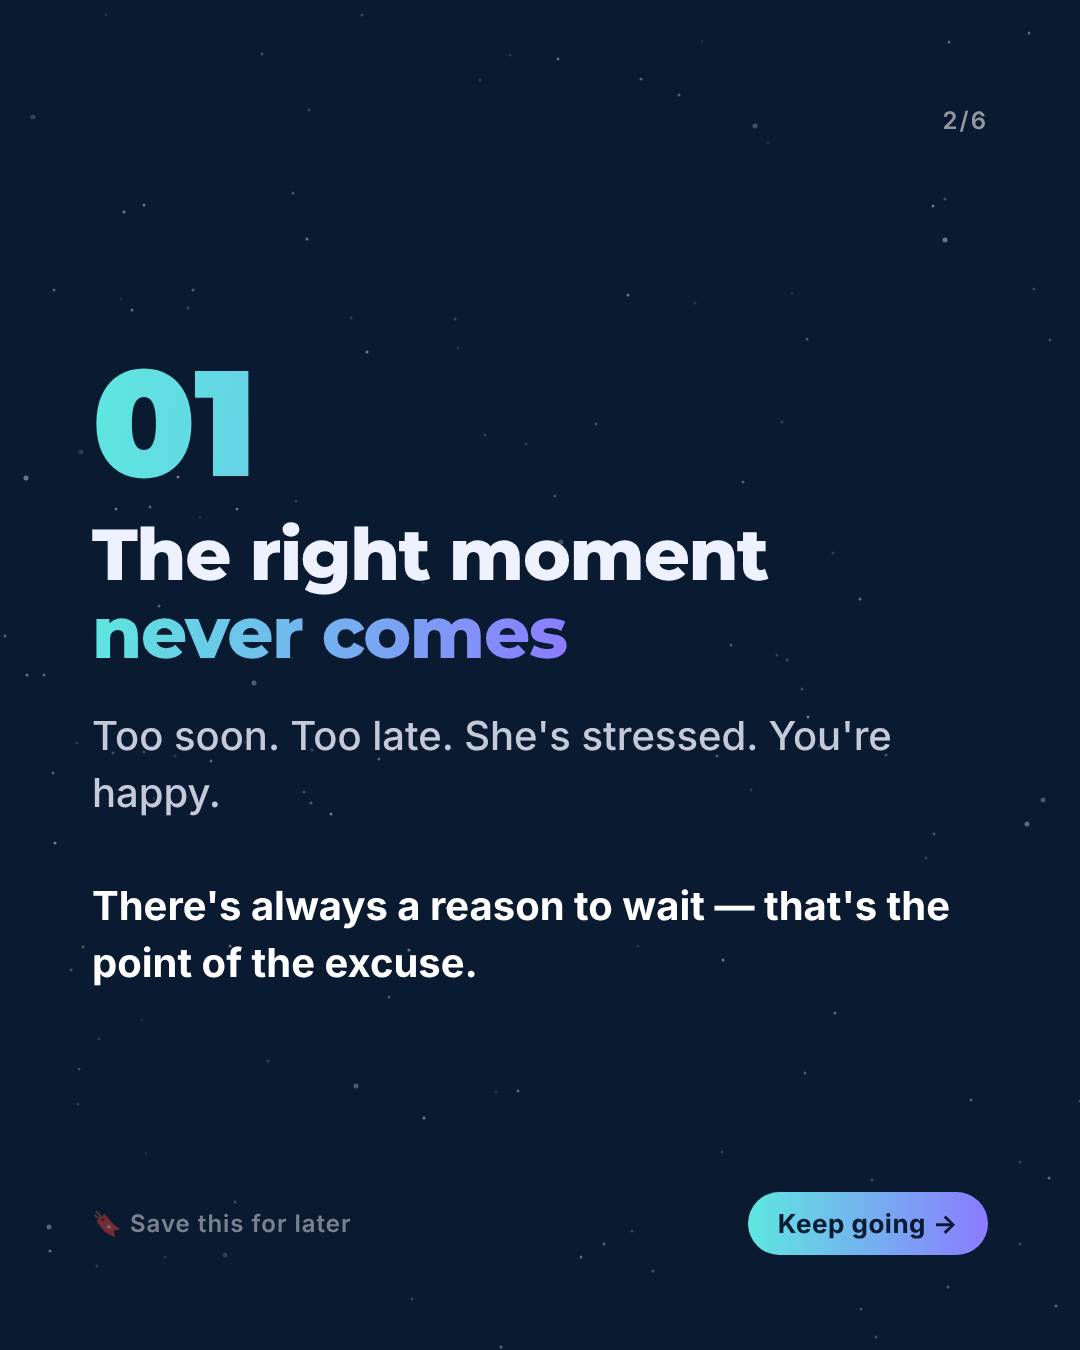 2/6
01
The right moment
never comes
Too soon. Too late. She's stressed. You're
happy.
There's always a reason to wait — that's the
point of the excuse.
🔖 Save this for later
Keep going →